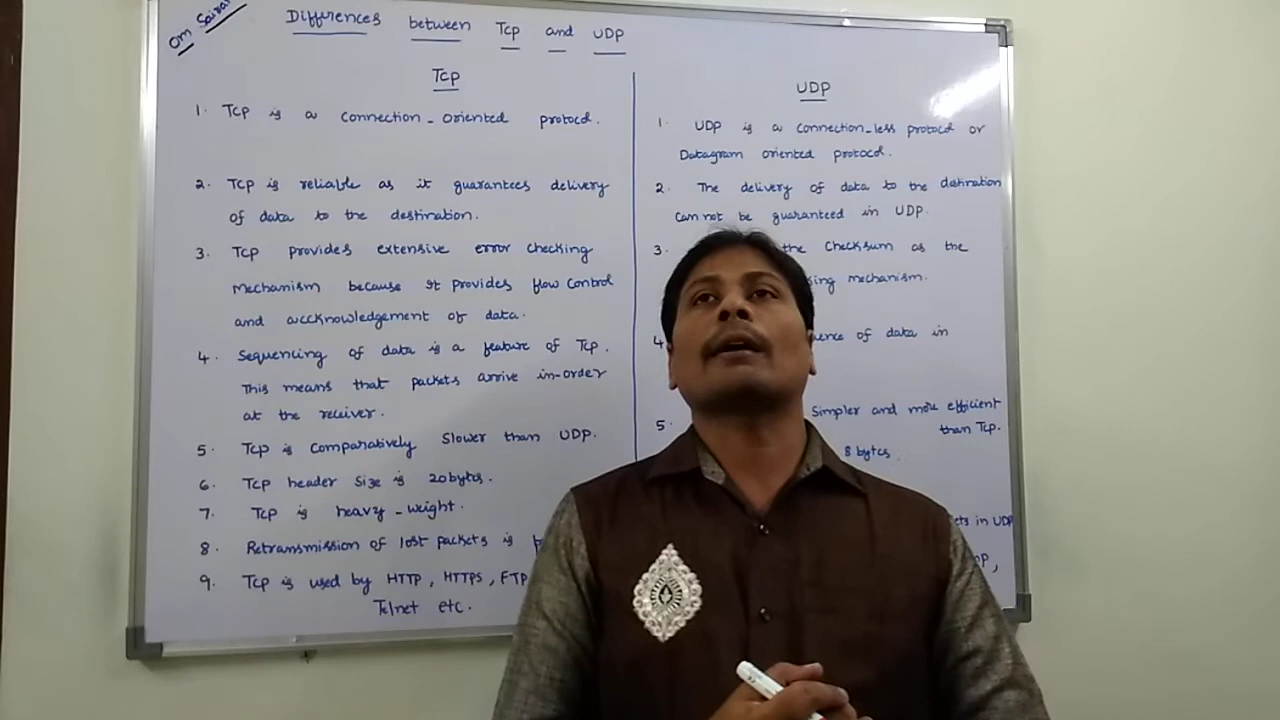 Om Sairam
Differences between Tcp and UDP
Tcp
1. Tcp is a connection-oriented protocol.
2. Tcp is reliable as it guarantees delivery
of data to the destination.
3. Tcp provides extensive error checking
mechanism because it provides flow control
and accknowledgement of data.
4. Sequencing of data is a feature of Tcp.
This means that packets arrive in-order
at the receiver.
5. Tcp is comparatively slower than UDP.
6. Tcp header size is 20bytes.
7. Tcp is heavy-weight.
8. Retransmission of lost packets is
9. Tcp is used by HTTP, HTTPS, FTP
Telnet etc.
UDP
1. UDP is a connection-less protocol or
Datagram oriented protocol.
2. The delivery of data to the destination
can not be guaranteed in UDP.
3. the checksum as the
mechanism.
4. of data in
5. simpler and more efficient
than Tcp.
8 bytes.
in UDP